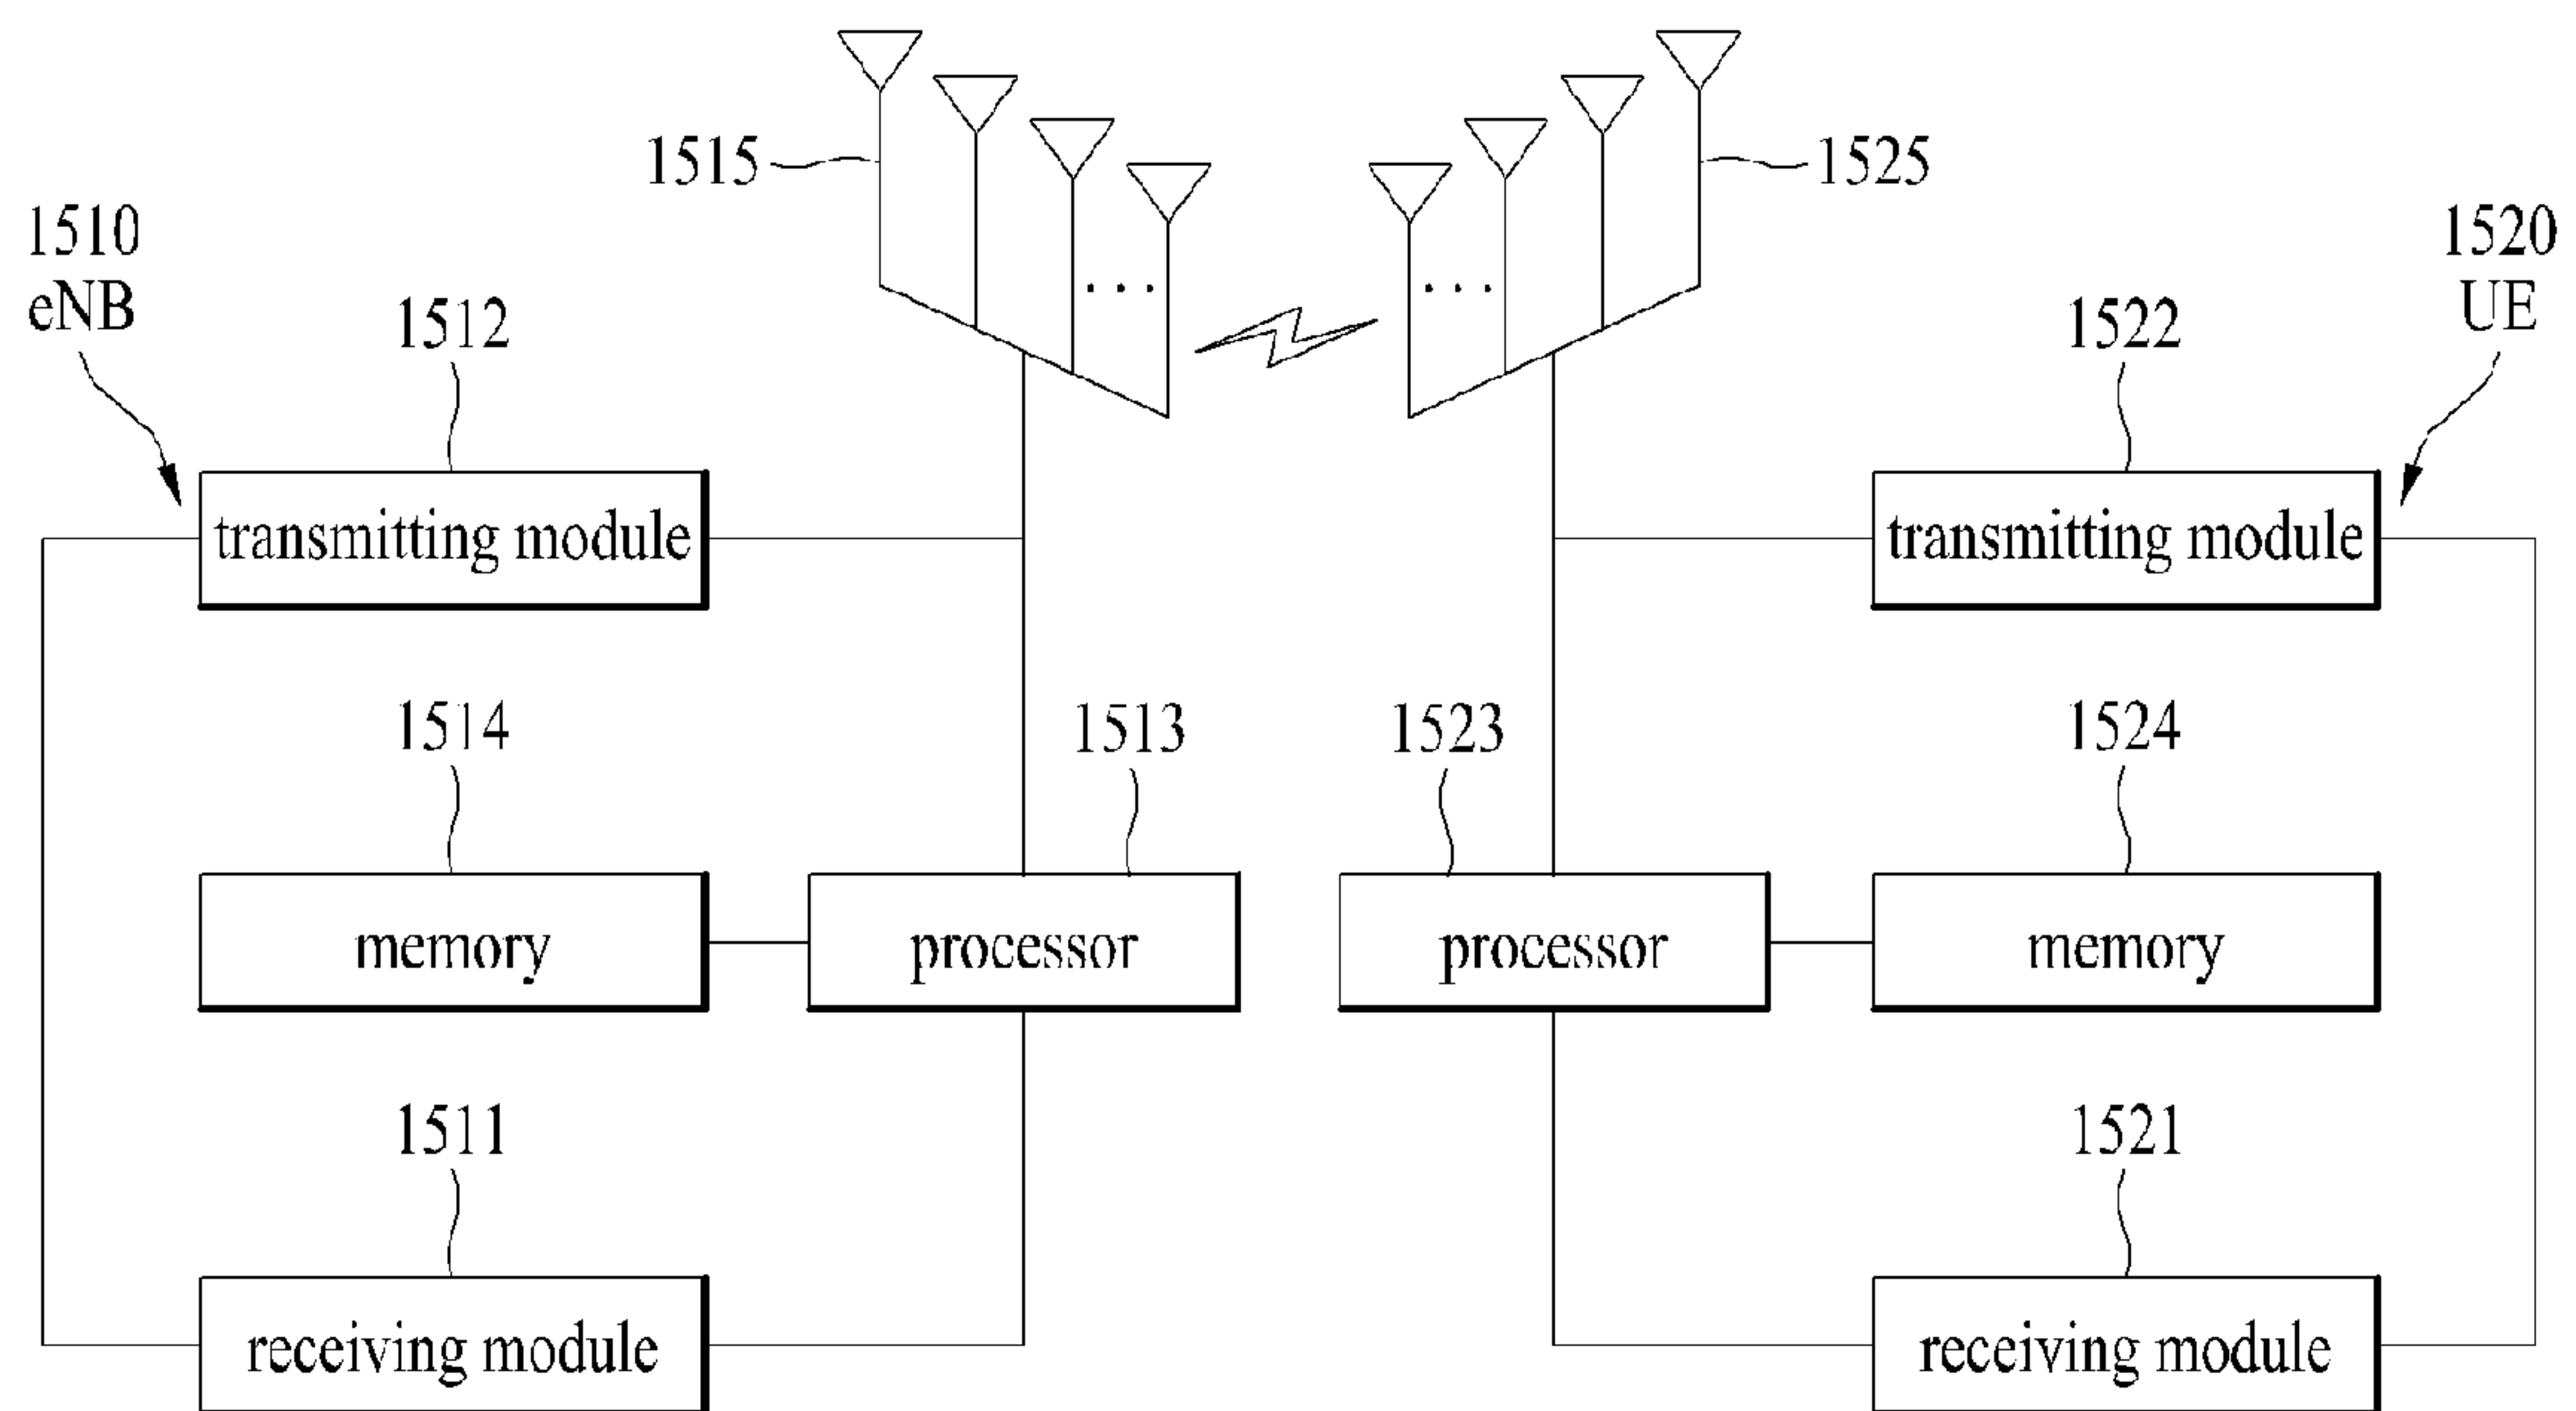 1515
1525
1510
eNB
1520
UE
1512
1522
transmitting module
transmitting module
1514
1513
1523
1524
memory
processor
processor
memory
1511
1521
receiving module
receiving module